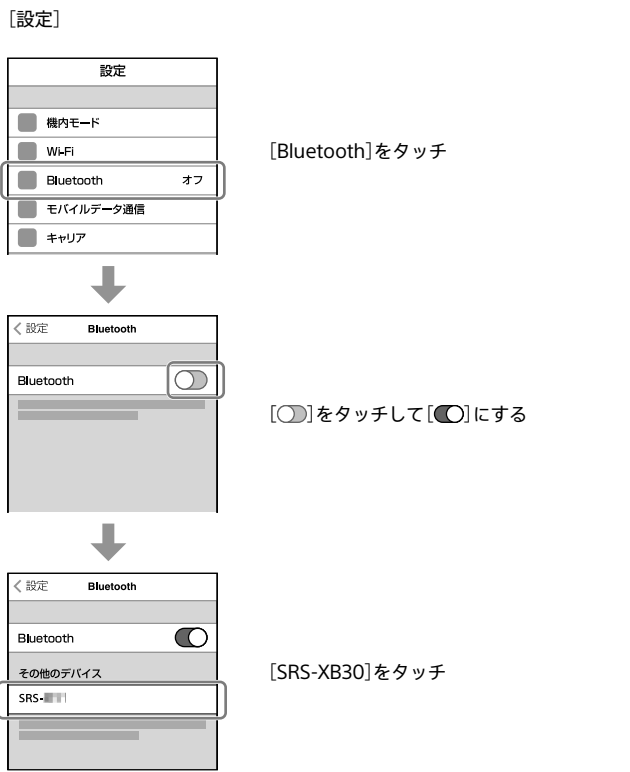 [設定]
設定
機内モード
Wi-Fi
Bluetooth オフ
モバイルデータ通信
キャリア
[Bluetooth]をタッチ
設定 Bluetooth
Bluetooth
[ ]をタッチして[ ]にする
設定 Bluetooth
Bluetooth
その他のデバイス
SRS-
[SRS-XB30]をタッチ